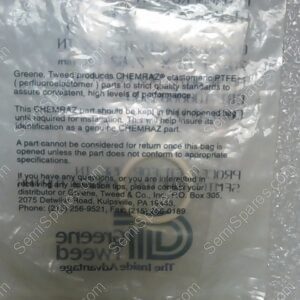 Greene, Tweed produces CHEMRAZ® elastomeric PTFE
( perfluoroelastomer ) parts to strict quality standards to
assure consistent, high levels of performance.
This CHEMRAZ part should be kept in this unopened bag
until required for installation. This will help insure its
identification as a genuine CHEMRAZ part.
A part cannot be considered for return once this bag is
opened unless the part does not conform to appropriate
specifications.
If you have any questions, or you are interested in
receiving any installation tips, please contact your
distributor or Greene, Tweed & Co., Inc., P.O. Box 305,
2075 Detwiler Road, Kulpsville, PA 19443,
Phone: (215) 256-9521, Fax (215) 256-0189
Greene
Tweed
The Inside Advantage